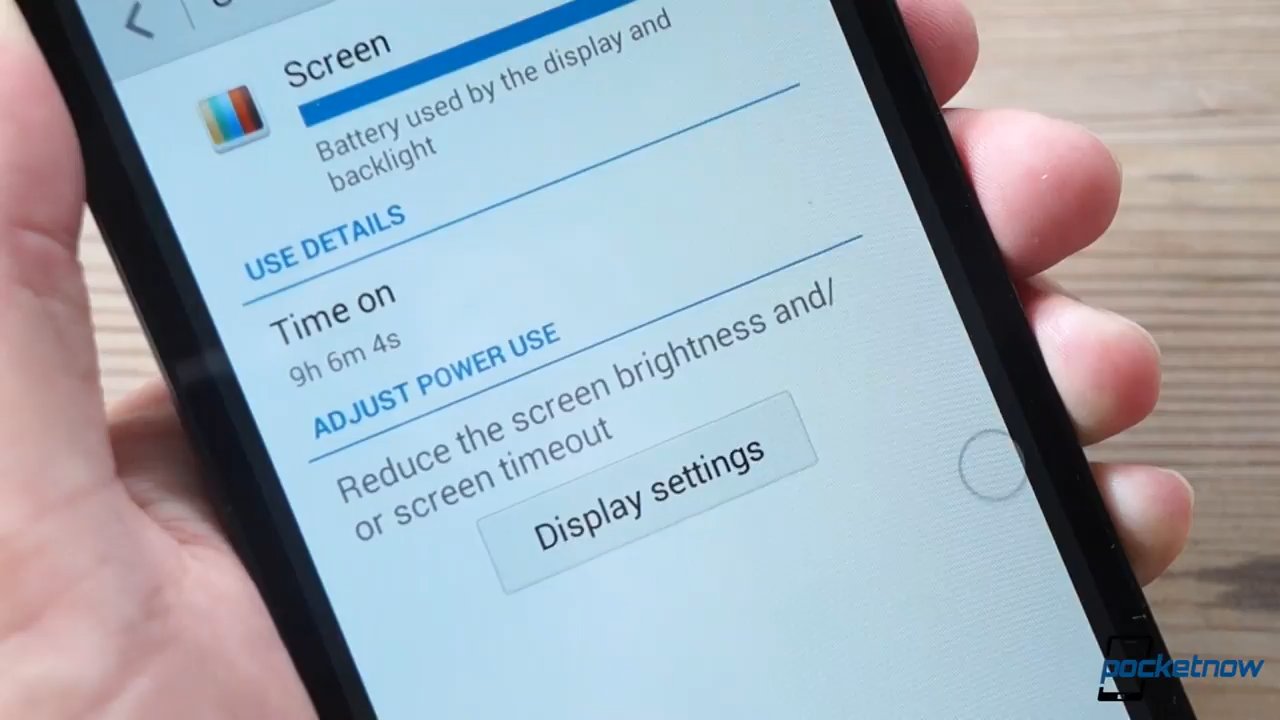 Screen
Battery used by the display and
backlight
USE DETAILS
Time on
9h 6m 4s
ADJUST POWER USE
Reduce the screen brightness and/
or screen timeout
Display settings
pocketnow